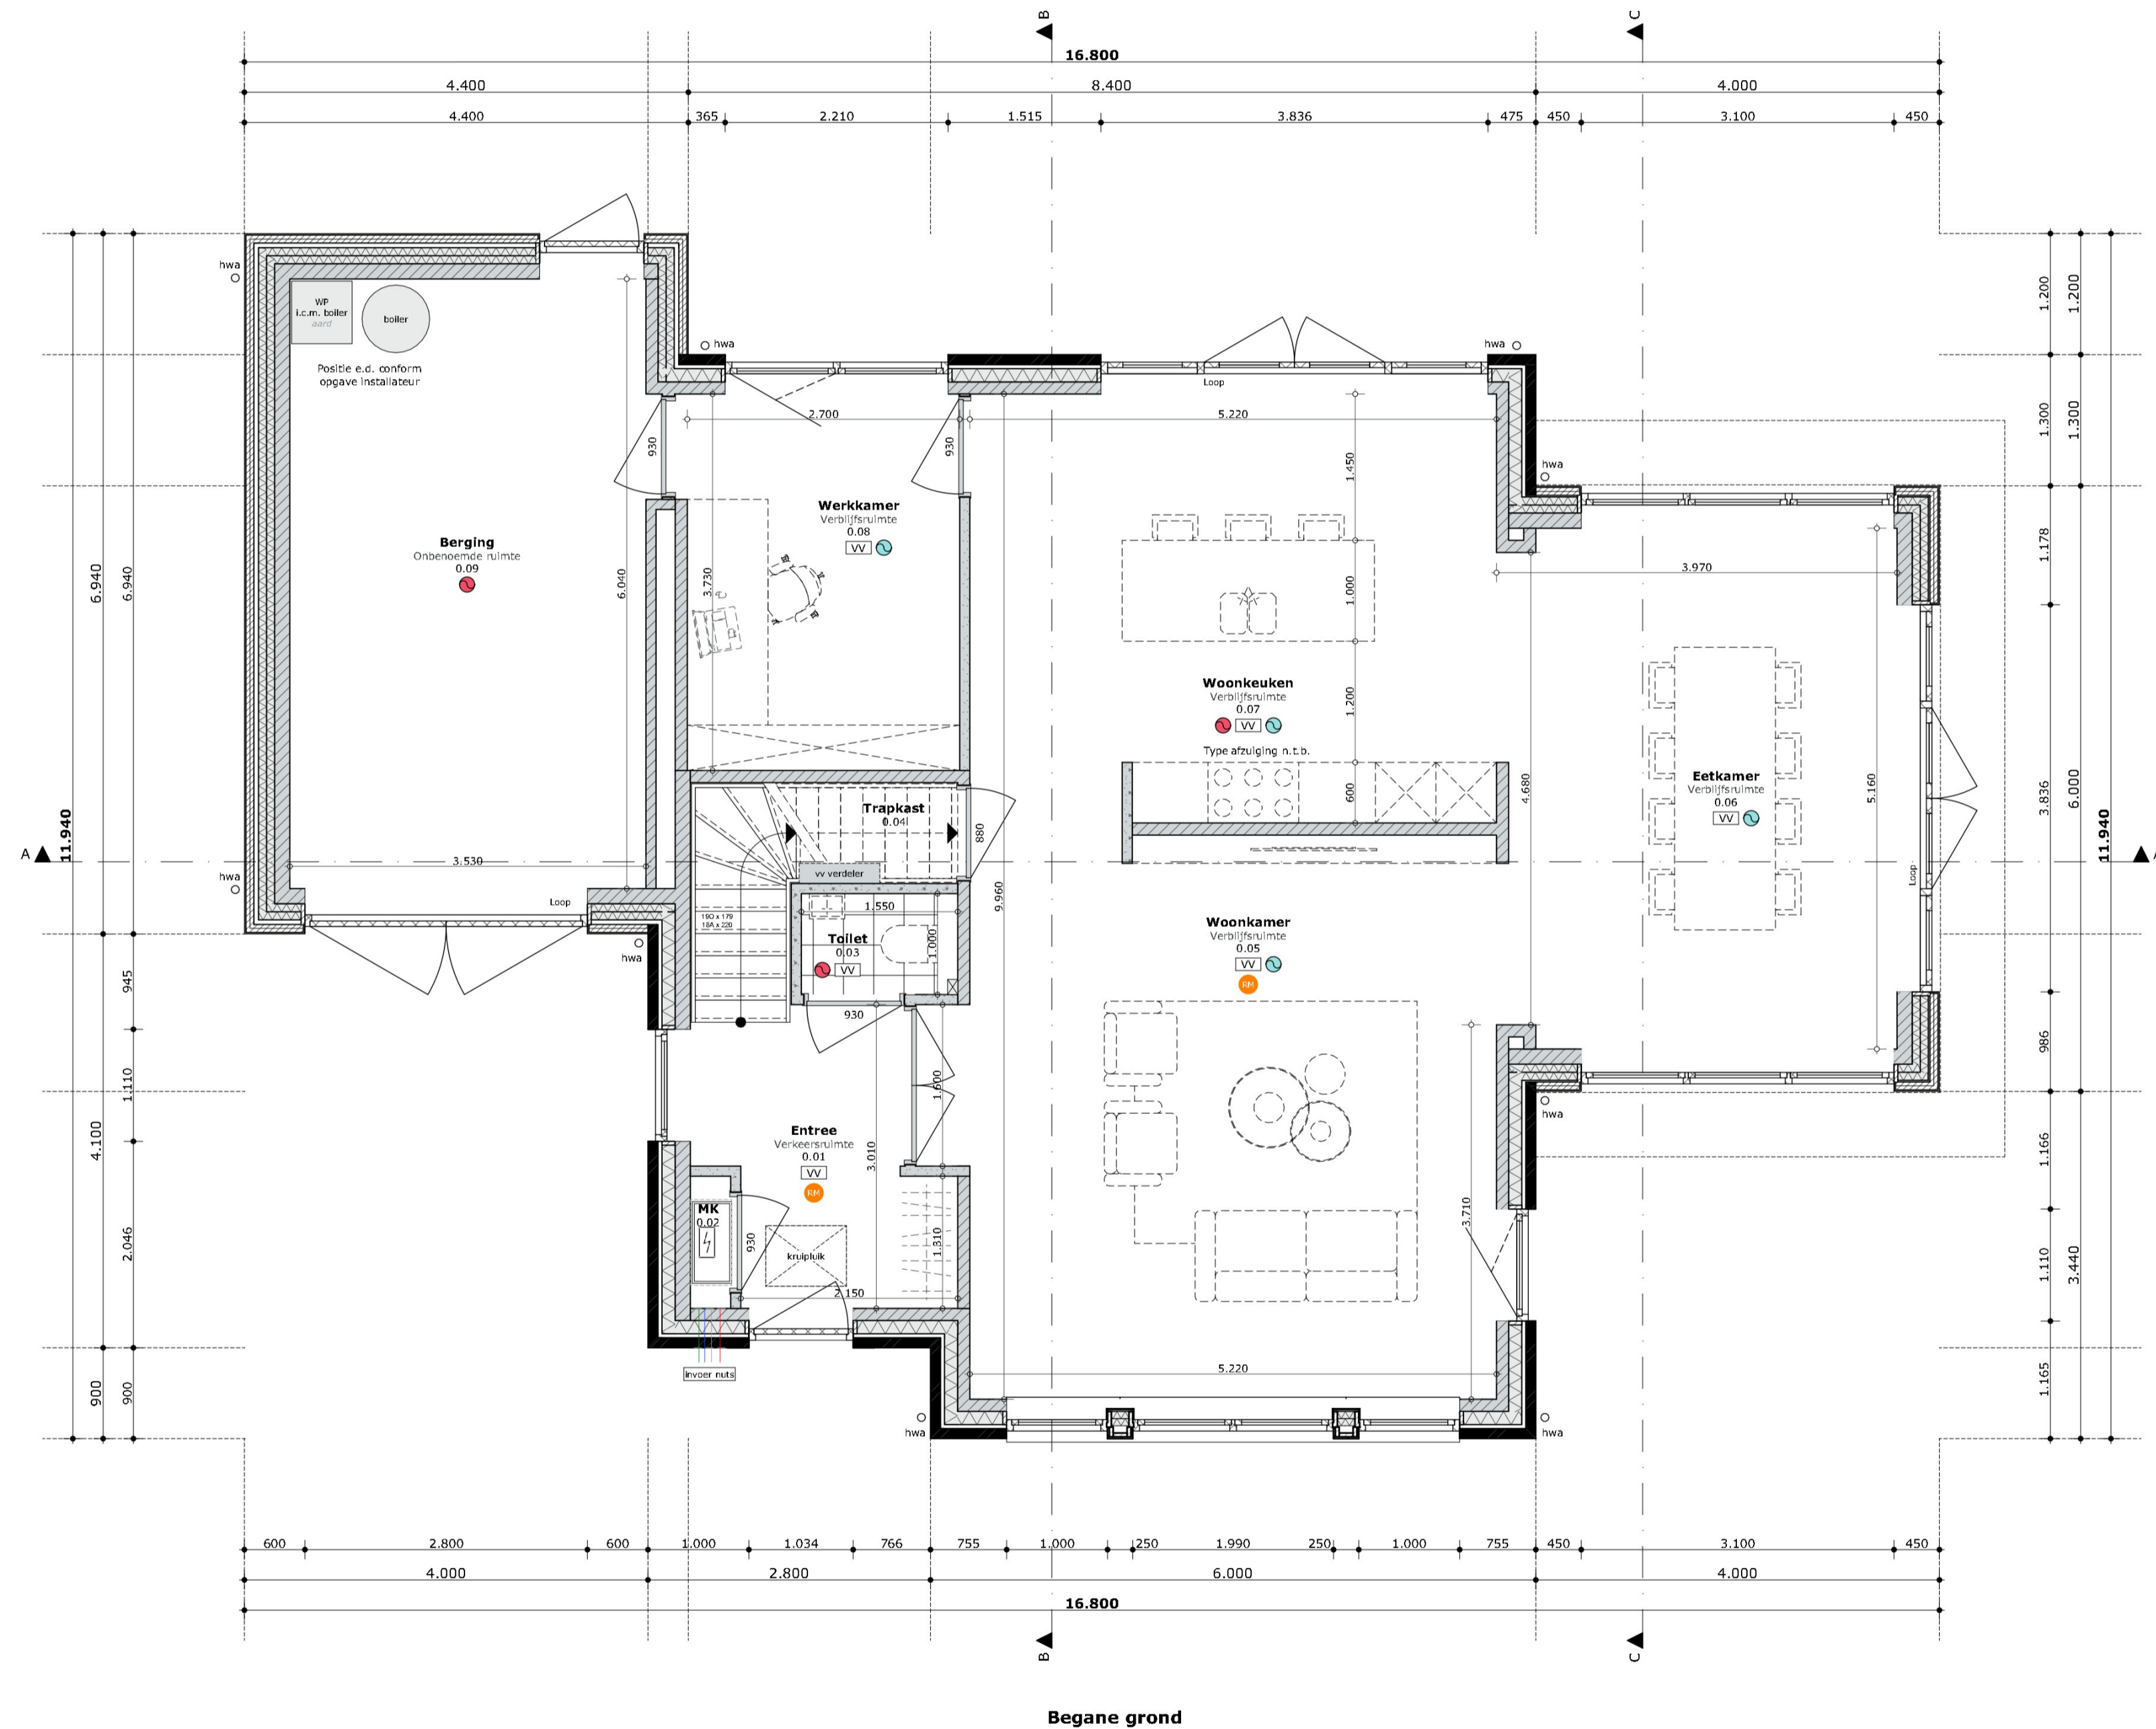 B
C
16.800
4.400
8.400
4.000
4.400
365
2.210
1.515
3.836
475
450
3.100
450
hwa
WP
i.c.m. boiler
aard
boiler
Positie e.d. conform
opgave installateur
hwa
hwa
Loop
2.700
5.220
930
930
1.450
hwa
1.200
1.200
1.300
1.300
Berging
Onbenoemde ruimte
0.09
Werkkamer
Verblijfsruimte
0.08
VV
6.040
3.730
1.000
3.970
1.178
6.940
6.940
Woonkeuken
Verblijfsruimte
0.07
VV
Type afzuiging n.t.b.
1.200
600
4.680
Eetkamer
Verblijfsruimte
0.06
VV
5.160
3.836
6.000
Trapkast
0.04
880
A
11.940
3.530
vv verdeler
9.960
Loop
11.940
hwa
Loop
190 x 179
18A x 220
1.550
Toilet
0.03
VV
1.000
Woonkamer
Verblijfsruimte
0.05
VV
RM
hwa
945
930
986
1.110
1.600
hwa
4.100
Entree
Verkeersruimte
0.01
VV
RM
3.010
1.166
MK
0.02
930
kruipluik
1.310
2.150
3.710
2.046
1.110
3.440
invoer nuts
900
900
5.220
1.165
hwa
hwa
600
2.800
600
1.000
1.034
766
755
1.000
250
1.990
250
1.000
755
450
3.100
450
4.000
2.800
6.000
4.000
16.800
B
C
Begane grond